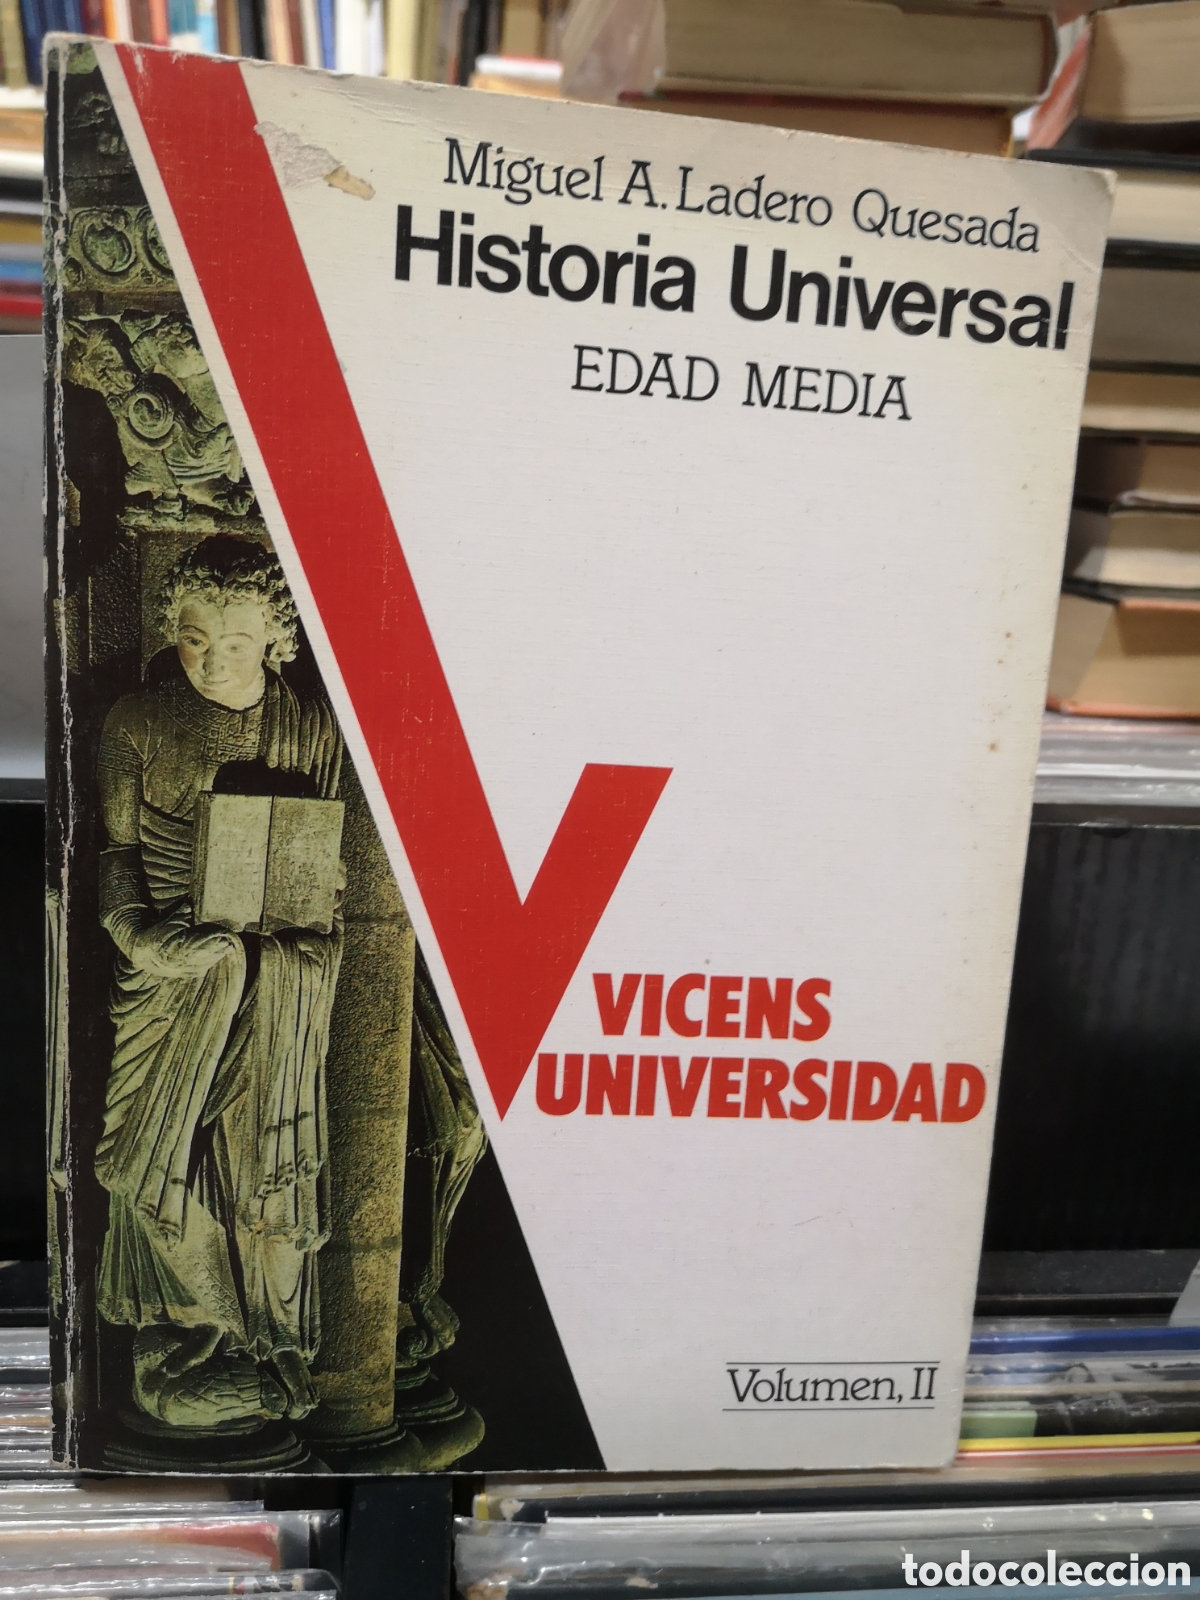 Miguel A. Ladero Quesada
Historia Universal
EDAD MEDIA
VICENS
UNIVERSIDAD
Volumen, II
todocoleccion